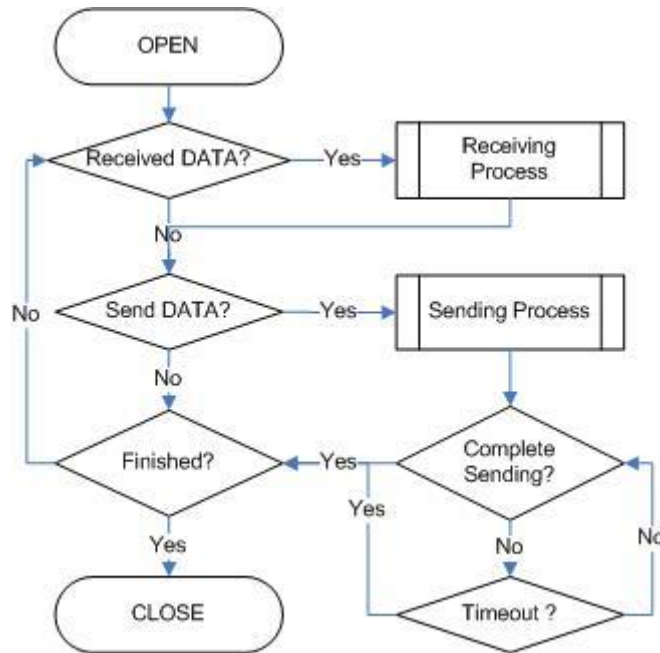 OPEN
Received DATA?
Yes
Receiving
Process
No
Send DATA?
Yes
Sending Process
No
No
Finished?
Yes
Complete
Sending?
Yes
No
No
Yes
CLOSE
Timeout ?